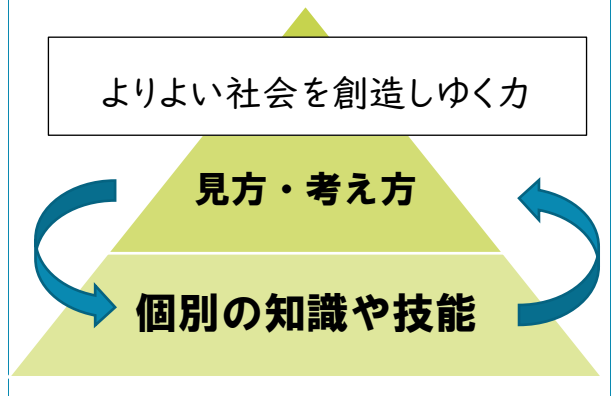 よりよい社会を創造しゆく力
見方・考え方
個別の知識や技能